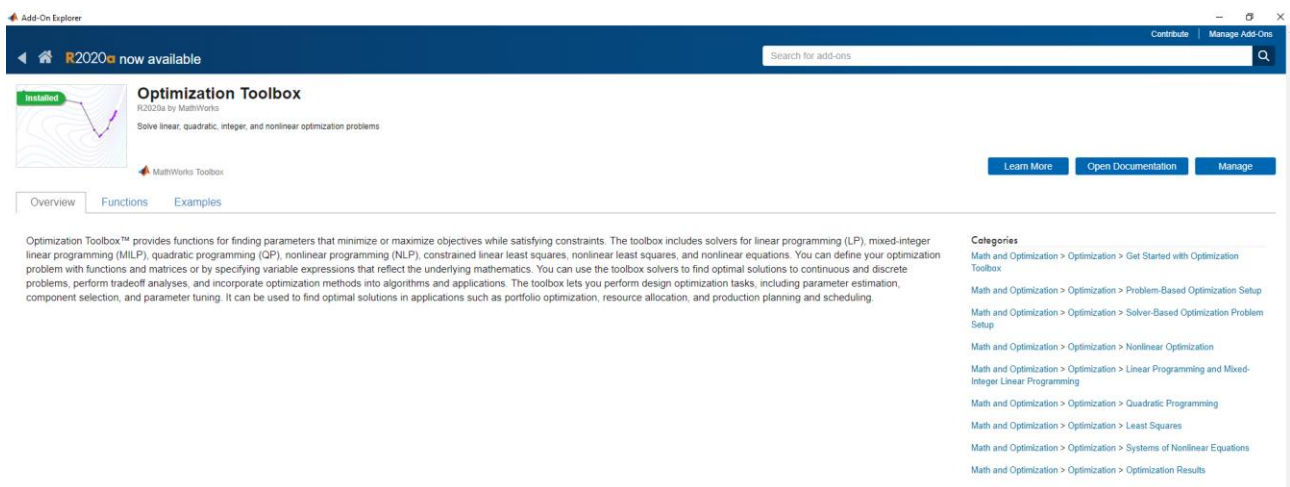 Add-On Explorer
Contribute | Manage Add-Ons
R2020a now available
Search for add-ons
Installed
Optimization Toolbox
R2020a by MathWorks
Solve linear, quadratic, integer, and nonlinear optimization problems
MathWorks Toolbox
Learn More
Open Documentation
Manage
Overview
Functions
Examples
Optimization Toolbox™ provides functions for finding parameters that minimize or maximize objectives while satisfying constraints. The toolbox includes solvers for linear programming (LP), mixed-integer
linear programming (MILP), quadratic programming (QP), nonlinear programming (NLP), constrained linear least squares, nonlinear least squares, and nonlinear equations. You can define your optimization
problem with functions and matrices or by specifying variable expressions that reflect the underlying mathematics. You can use the toolbox solvers to find optimal solutions to continuous and discrete
problems, perform tradeoff analyses, and incorporate optimization methods into algorithms and applications. The toolbox lets you perform design optimization tasks, including parameter estimation,
component selection, and parameter tuning. It can be used to find optimal solutions in applications such as portfolio optimization, resource allocation, and production planning and scheduling.
Categories
Math and Optimization > Optimization > Get Started with Optimization
Toolbox
Math and Optimization > Optimization > Problem-Based Optimization Setup
Math and Optimization > Optimization > Solver-Based Optimization Problem
Setup
Math and Optimization > Optimization > Nonlinear Optimization
Math and Optimization > Optimization > Linear Programming and Mixed-
Integer Linear Programming
Math and Optimization > Optimization > Quadratic Programming
Math and Optimization > Optimization > Least Squares
Math and Optimization > Optimization > Systems of Nonlinear Equations
Math and Optimization > Optimization > Optimization Results